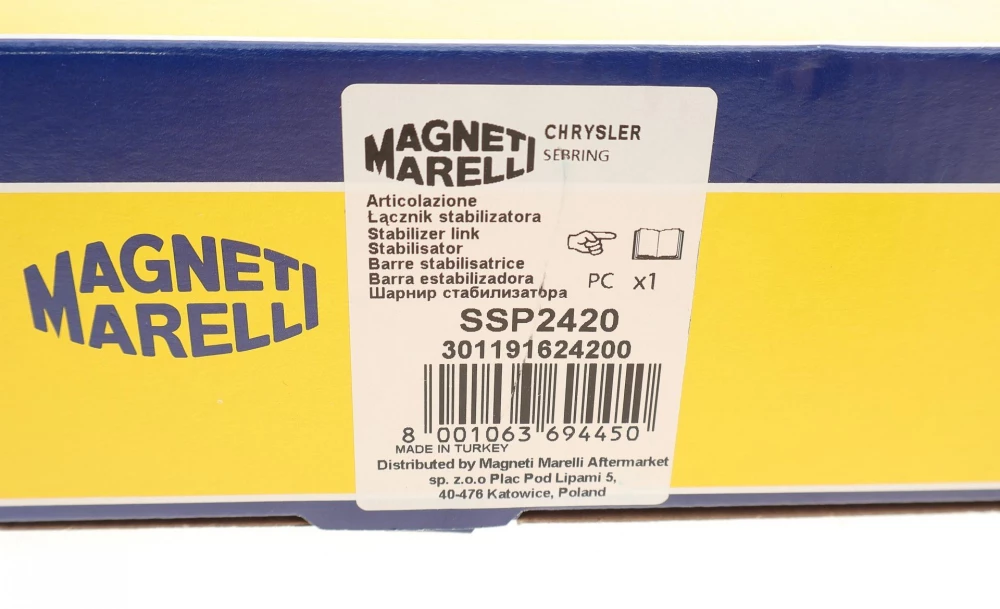 MAGNETI
MARELLI
MAGNETI
MARELLI
CHRYSLER
SEBRING
Articolazione
Łącznik stabilizatora
Stabilizer link
Stabilisator
Barre stabilisatrice
Barra estabilizadora
Шарнир стабилизатора
PC x1
SSP2420
301191624200
8 001063 694450
MADE IN TURKEY
Distributed by Magneti Marelli Aftermarket
sp. z.o.o Plac Pod Lipami 5,
40-476 Katowice, Poland